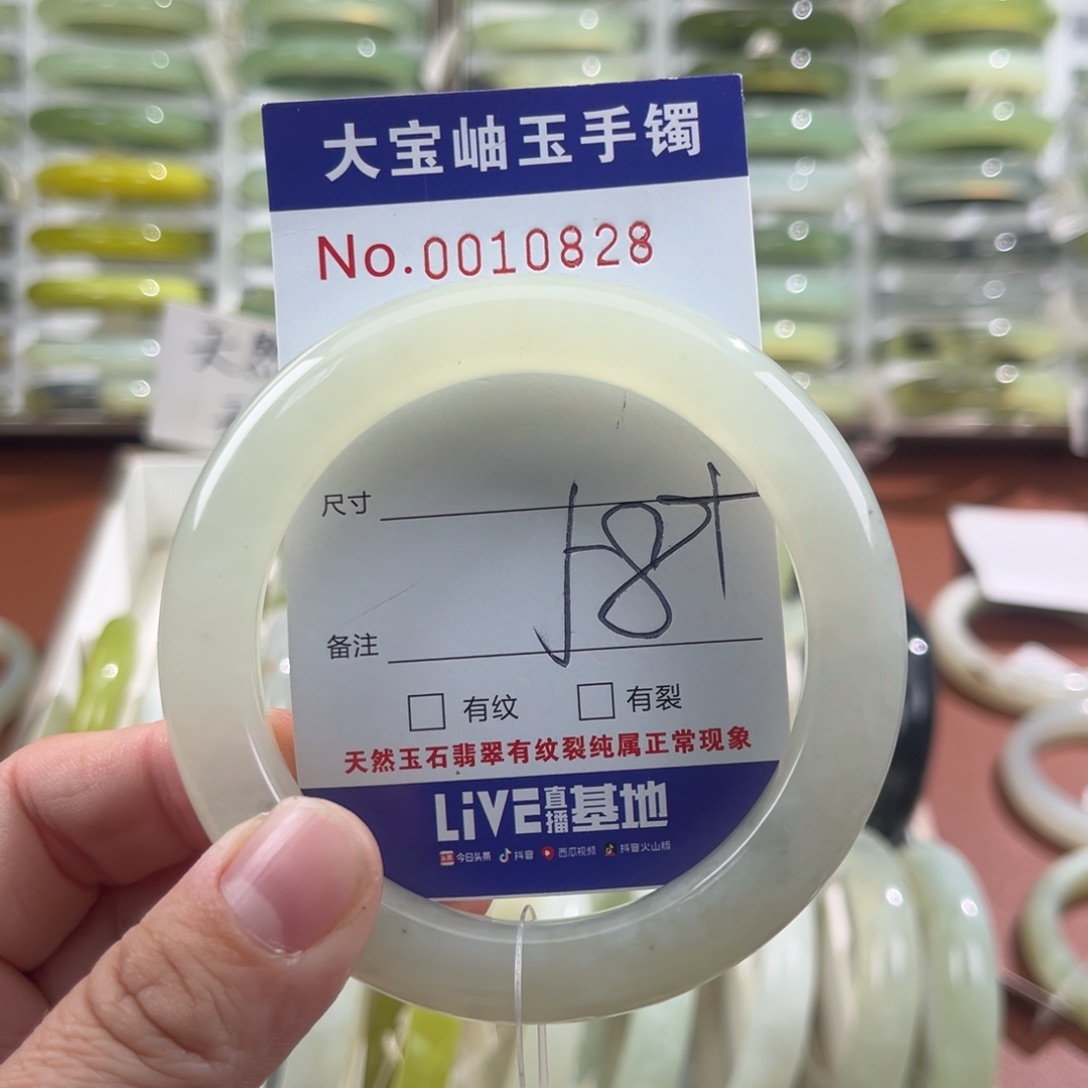 大宝岫玉手镯
No.0010828
尺寸
58+
备注
有纹 有裂
天然玉石翡翠有纹裂纯属正常现象
LiVE直播基地
今日头条 抖音 西瓜视频 抖音火山版
天然